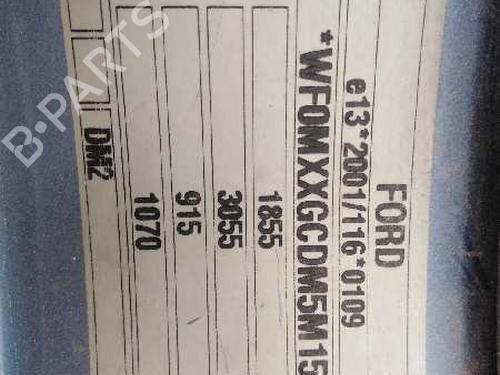 FORD
e13*2001/116*0109
*WF0MXXGCDM5M15
1855
3055
915
1070
DM2
B-PARTS